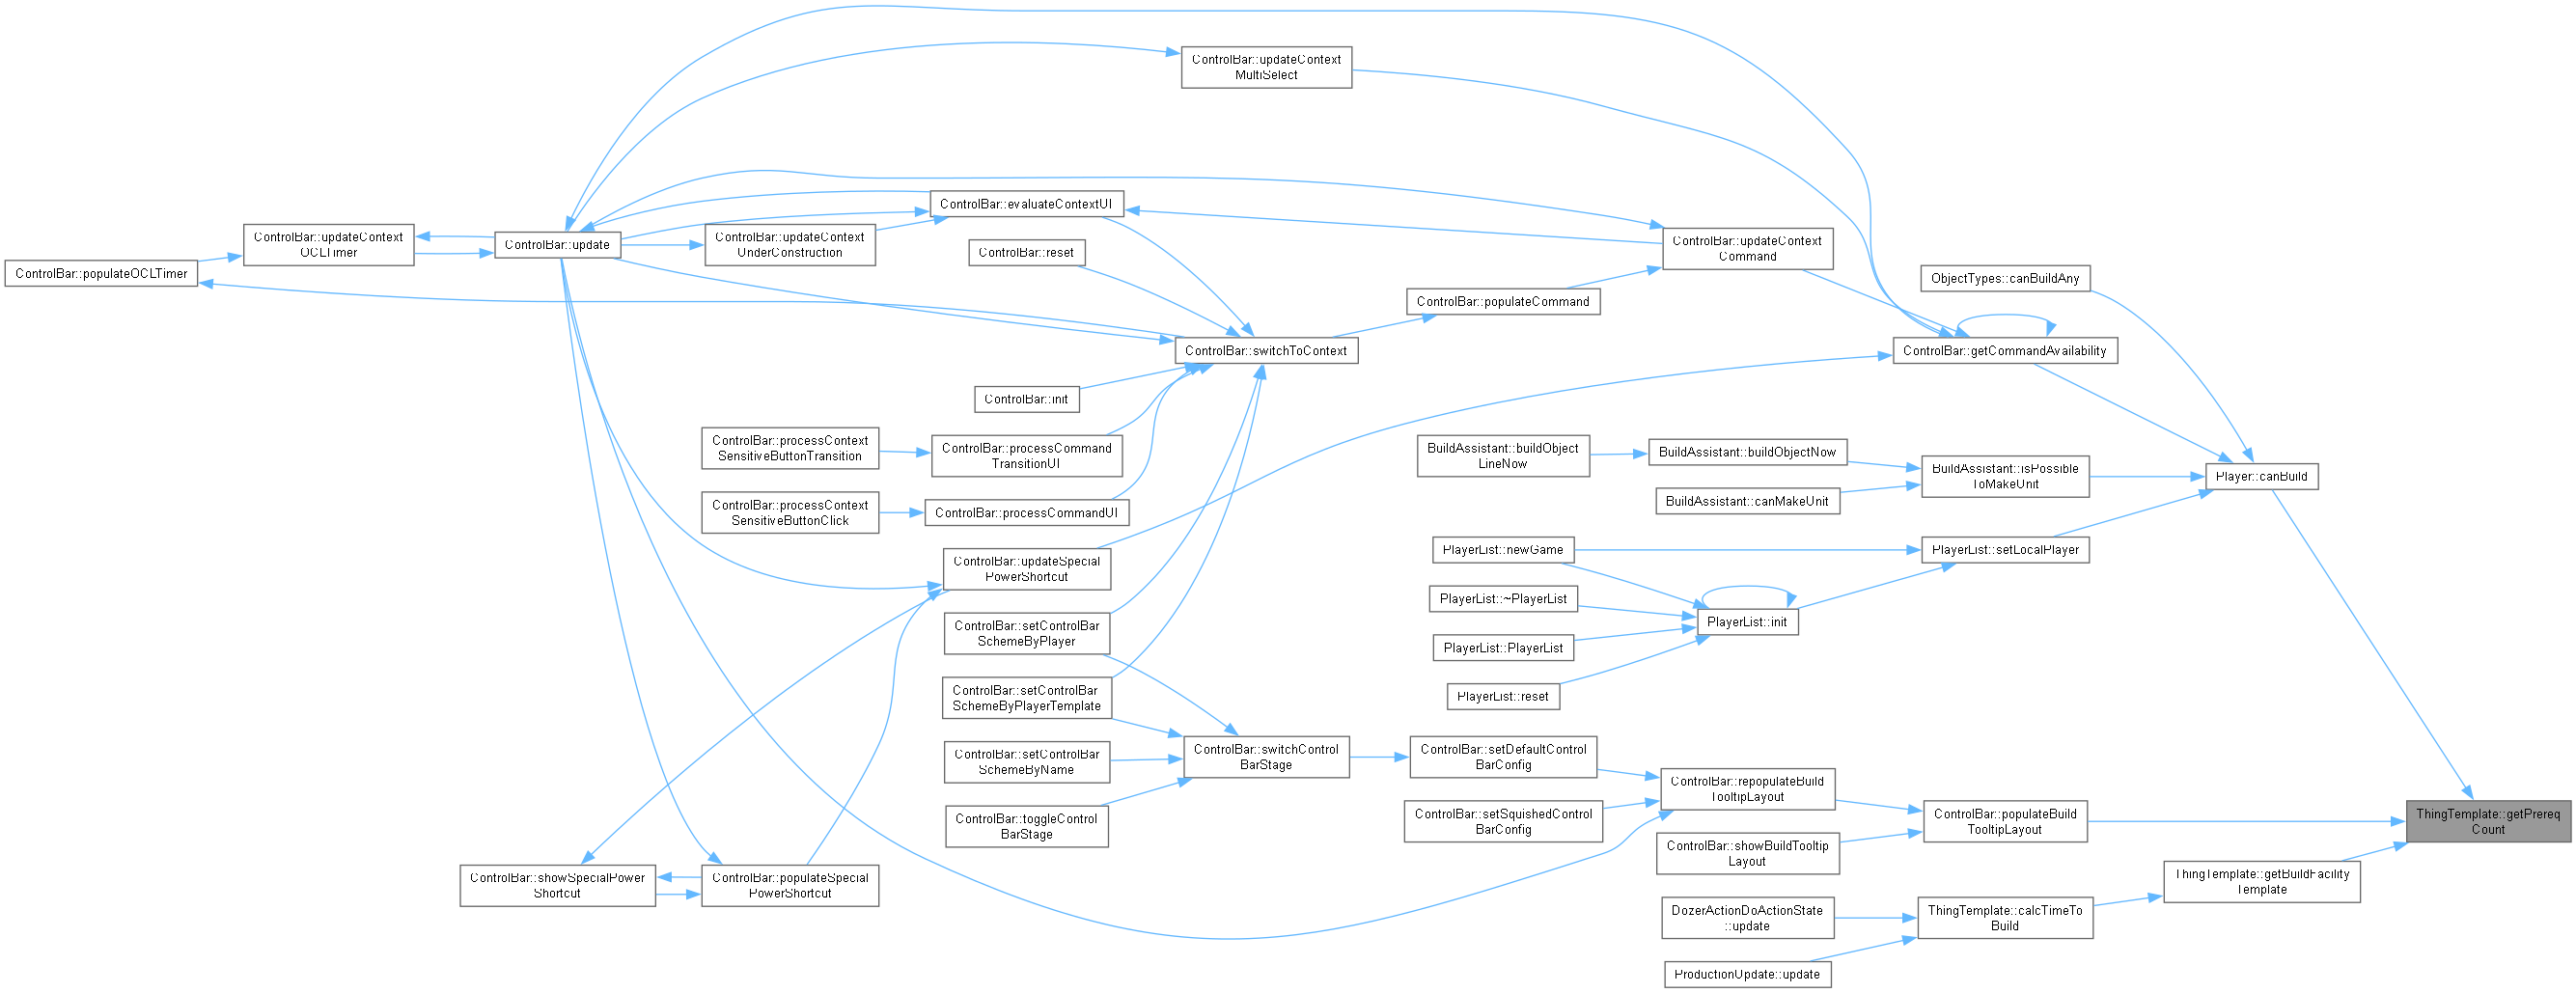 ControlBar::updateContext
MultiSelect
ControlBar::evaluateContextUI
ControlBar::updateContext
OCLTimer
ControlBar::update
ControlBar::updateContext
UnderConstruction
ControlBar::reset
ControlBar::updateContext
Command
ControlBar::populateOCLTimer
ObjectTypes::canBuildAny
ControlBar::populateCommand
ControlBar::switchToContext
ControlBar::getCommandAvailability
ControlBar::init
ControlBar::processContext
SensitiveButtonTransition
ControlBar::processCommand
TransitionUI
BuildAssistant::buildObject
LineNow
BuildAssistant::buildObjectNow
BuildAssistant::isPossible
ToMakeUnit
Player::canBuild
BuildAssistant::canMakeUnit
ControlBar::processContext
SensitiveButtonClick
ControlBar::processCommandUI
PlayerList::newGame
PlayerList::setLocalPlayer
ControlBar::updateSpecial
PowerShortcut
PlayerList::~PlayerList
PlayerList::init
ControlBar::setControlBar
SchemeByPlayer
PlayerList::PlayerList
PlayerList::reset
ControlBar::setControlBar
SchemeByPlayerTemplate
ControlBar::setControlBar
SchemeByName
ControlBar::switchControl
BarStage
ControlBar::setDefaultControl
BarConfig
ControlBar::repopulateBuild
TooltipLayout
ControlBar::toggleControl
BarStage
ControlBar::setSquishedControl
BarConfig
ControlBar::populateBuild
TooltipLayout
ThingTemplate::getPrereq
Count
ControlBar::showBuildTooltip
Layout
ControlBar::showSpecialPower
Shortcut
ControlBar::populateSpecial
PowerShortcut
ThingTemplate::getBuildFacility
Template
DozerActionDoActionState
::update
ThingTemplate::calcTimeTo
Build
ProductionUpdate::update